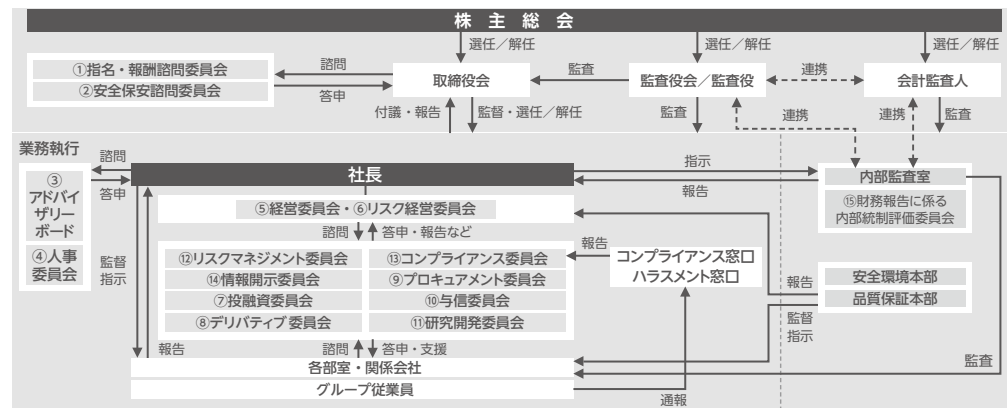 株主総会
選任／解任
選任／解任
選任／解任
①指名・報酬諮問委員会
②安全保安諮問委員会
諮問
答申
取締役会
監査
監査役会／監査役
連携
会計監査人
付議・報告
監督・選任／解任
監査
連携
連携
監査
業務執行
諮問
答申
③
アドバイ
ザリー
ボード
④人事
委員会
社長
指示
報告
内部監査室
⑮財務報告に係る
内部統制評価委員会
⑤経営委員会・⑥リスク経営委員会
諮問
答申・報告など
監督
指示
⑫リスクマネジメント委員会
⑬コンプライアンス委員会
⑭情報開示委員会
⑨プロキュアメント委員会
⑦投融資委員会
⑩与信委員会
⑧デリバティブ委員会
⑪研究開発委員会
報告
コンプライアンス窓口
ハラスメント窓口
報告
安全環境本部
品質保証本部
監督
指示
報告
諮問
答申・支援
監査
各部室・関係会社
グループ従業員
通報